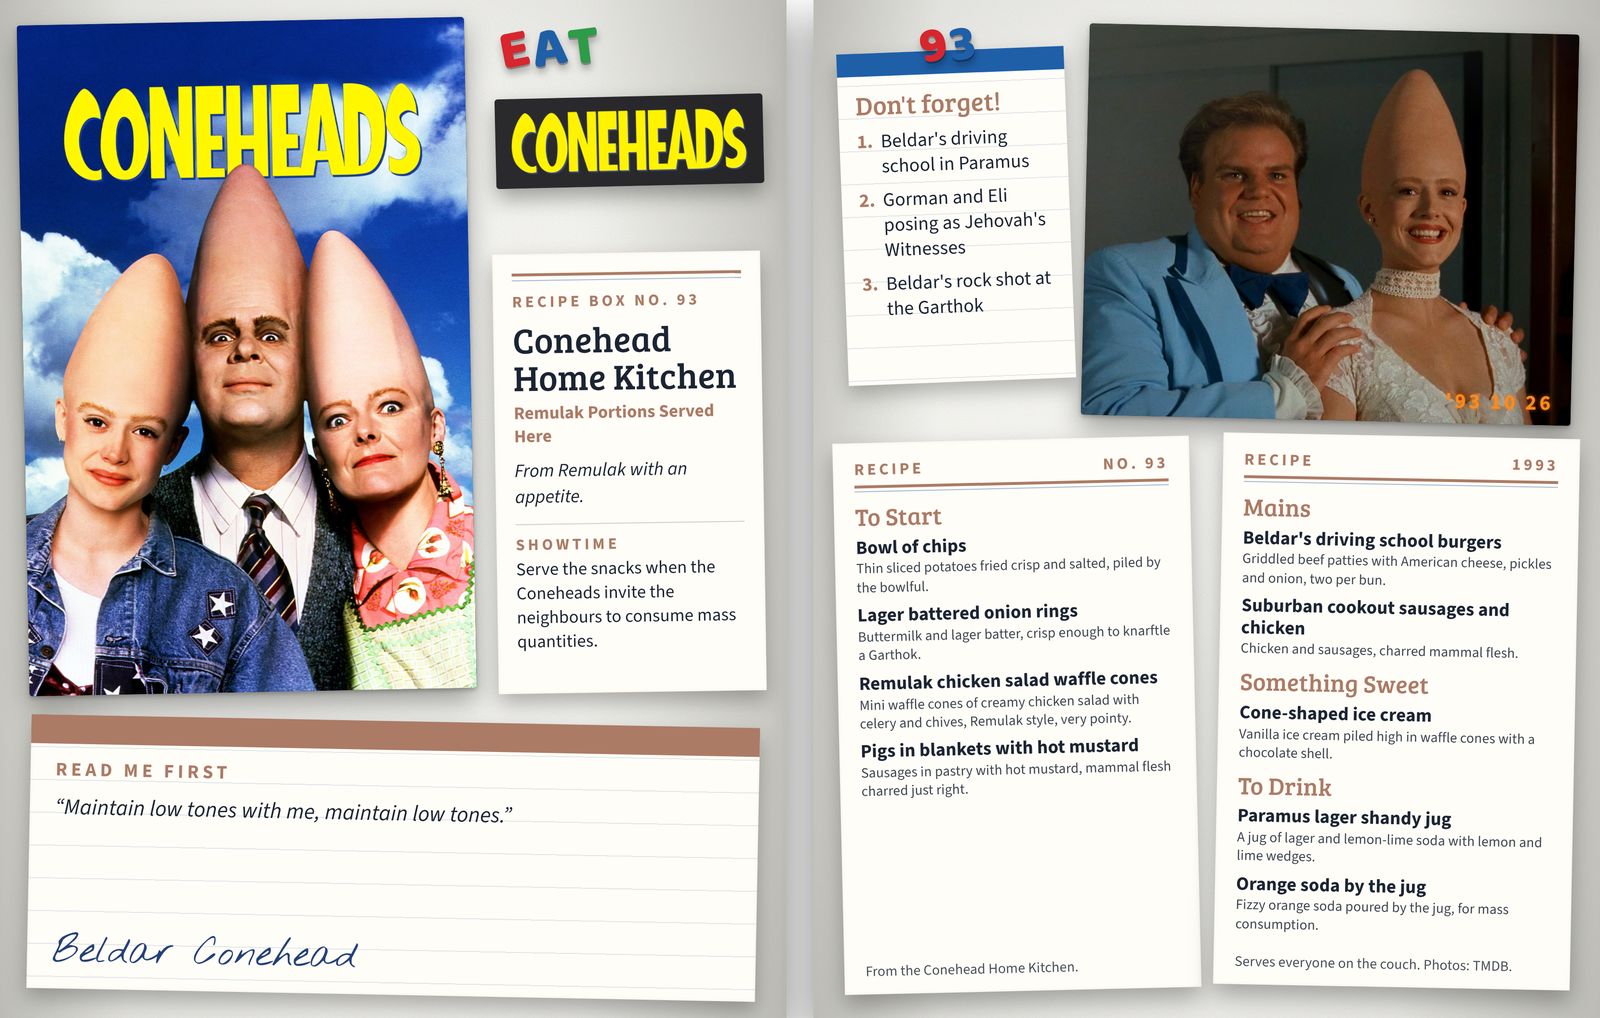 CONEHEADS
EAT
CONEHEADS
RECIPE BOX NO. 93
Conehead
Home Kitchen
Remulak Portions Served
Here
From Remulak with an
appetite.
SHOWTIME
Serve the snacks when the
Coneheads invite the
neighbours to consume mass
quantities.
READ ME FIRST
“Maintain low tones with me, maintain low tones.”
Beldar Conehead
93
Don't forget!
1. Beldar's driving
school in Paramus
2. Gorman and Eli
posing as Jehovah's
Witnesses
3. Beldar's rock shot at
the Garthok
'93 10 26
RECIPE NO. 93
To Start
Bowl of chips
Thin sliced potatoes fried crisp and salted, piled by
the bowlful.
Lager battered onion rings
Buttermilk and lager batter, crisp enough to knarftle
a Garthok.
Remulak chicken salad waffle cones
Mini waffle cones of creamy chicken salad with
celery and chives, Remulak style, very pointy.
Pigs in blankets with hot mustard
Sausages in pastry with hot mustard, mammal flesh
charred just right.
From the Conehead Home Kitchen.
RECIPE 1993
Mains
Beldar's driving school burgers
Griddled beef patties with American cheese, pickles
and onion, two per bun.
Suburban cookout sausages and
chicken
Chicken and sausages, charred mammal flesh.
Something Sweet
Cone-shaped ice cream
Vanilla ice cream piled high in waffle cones with a
chocolate shell.
To Drink
Paramus lager shandy jug
A jug of lager and lemon-lime soda with lemon and
lime wedges.
Orange soda by the jug
Fizzy orange soda poured by the jug, for mass
consumption.
Serves everyone on the couch. Photos: TMDB.